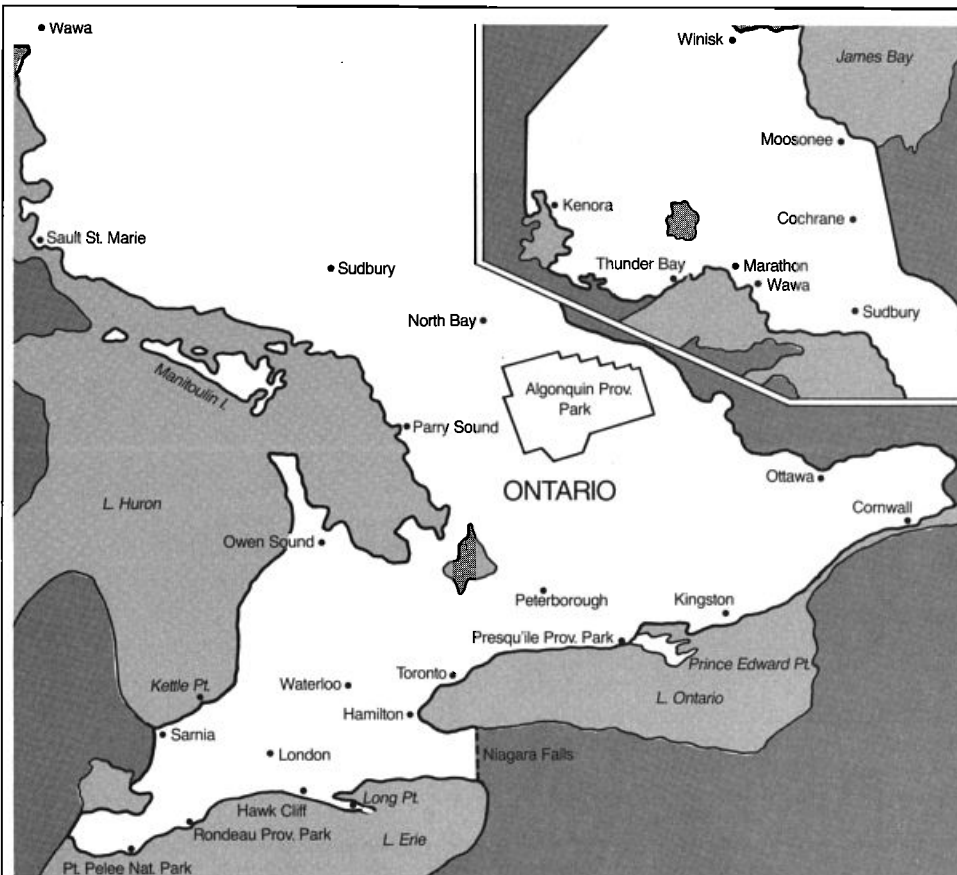 Wawa
Winisk
James Bay
Moosonee
Kenora
Cochrane
Sault St. Marie
Sudbury
Thunder Bay
Marathon
Wawa
Sudbury
North Bay
Manitoulin I.
Algonquin Prov.
Park
Parry Sound
ONTARIO
Ottawa
L. Huron
Cornwall
Owen Sound
Peterborough
Kingston
Presqu'ile Prov. Park
Prince Edward Pt.
Toronto
Kettle Pt.
Waterloo
L. Ontario
Hamilton
Sarnia
London
Niagara Falls
Long Pt.
Hawk Cliff
Rondeau Prov. Park
L. Erie
Pt. Pelee Nat. Park